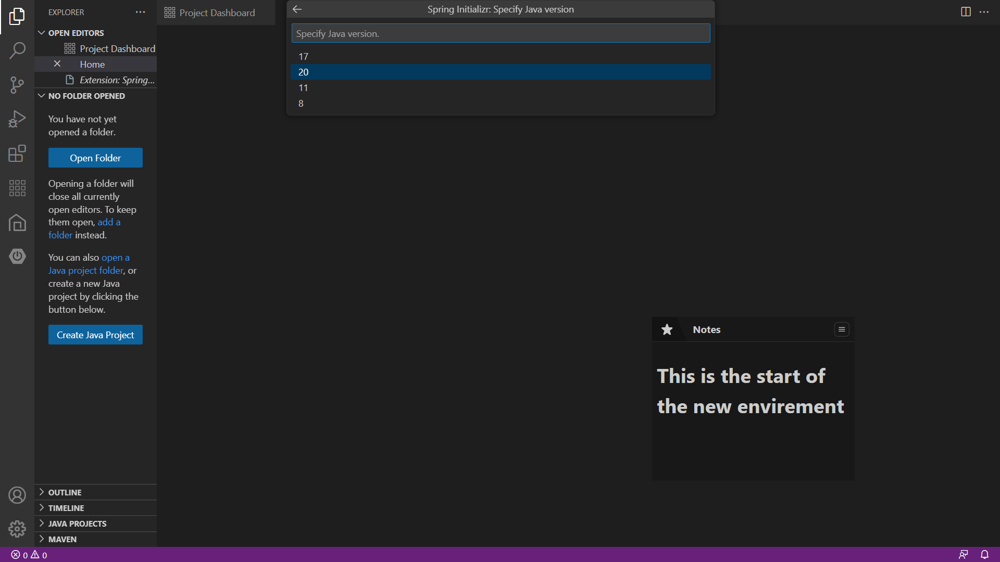 EXPLORER
OPEN EDITORS
Project Dashboard
Home
Extension: Spring...
NO FOLDER OPENED
You have not yet
opened a folder.
Open Folder
Opening a folder will
close all currently
open editors. To keep
them open, add a
folder instead.
You can also open a
Java project folder, or
create a new Java
project by clicking the
button below.
Create Java Project
OUTLINE
TIMELINE
JAVA PROJECTS
MAVEN
0 0
Project Dashboard
Spring Initializr: Specify Java version
Specify Java version.
17
20
11
8
Notes
This is the start of
the new envirement